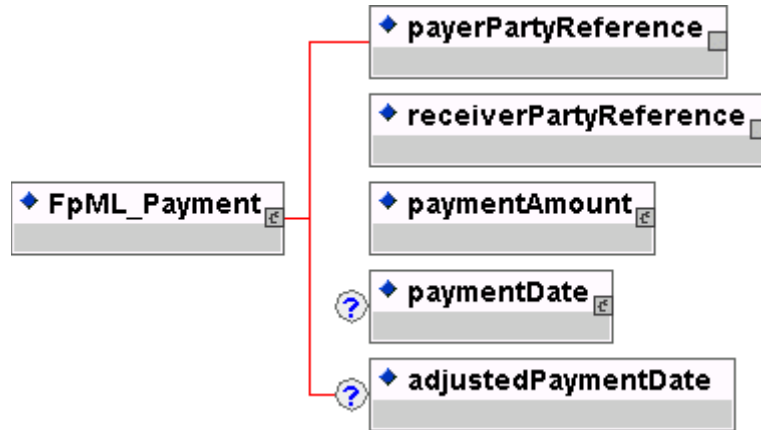 payerPartyReference
receiverPartyReference
FpML_Payment
paymentAmount
?
paymentDate
?
adjustedPaymentDate